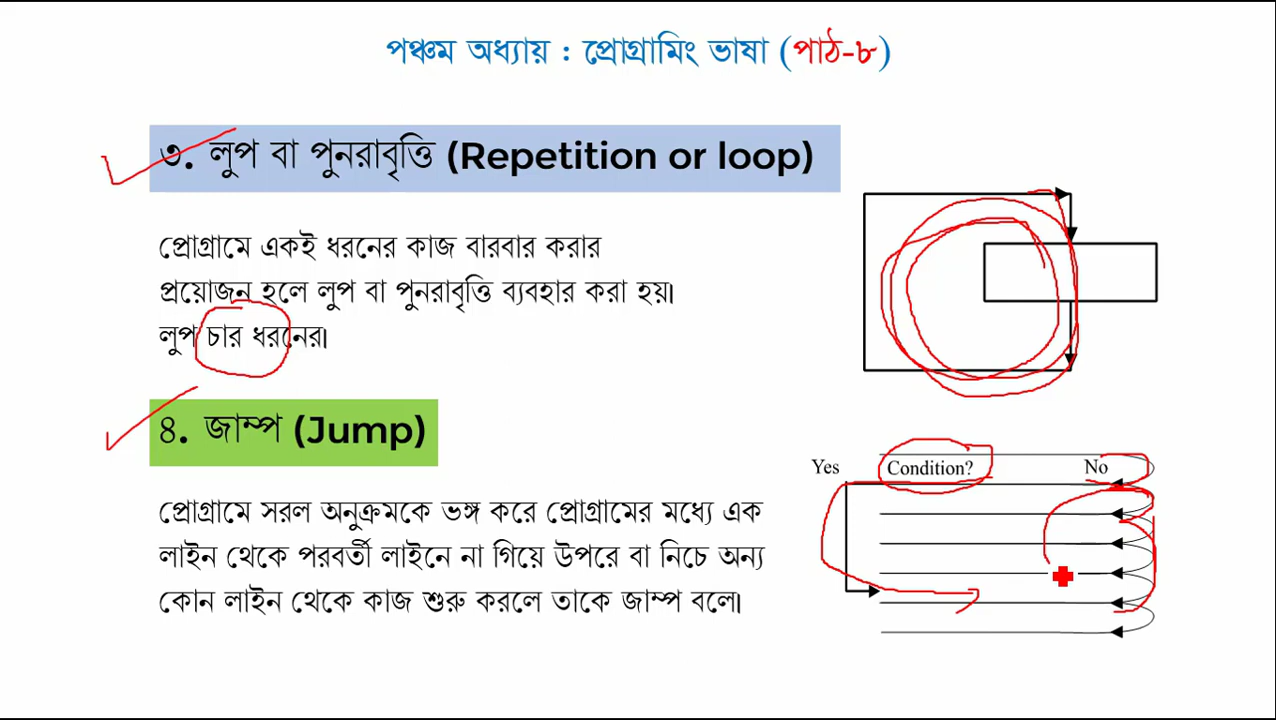 পঞ্চম অধ্যায় : প্রোগ্রামিং ভাষা (পাঠ-৮)
৩. লুপ বা পুনরাবৃত্তি (Repetition or loop)
প্রোগ্রামে একই ধরনের কাজ বারবার করার
প্রয়োজন হলে লুপ বা পুনরাবৃত্তি ব্যবহার করা হয়।
লুপ চার ধরনের।
৪. জাম্প (Jump)
প্রোগ্রামে সরল অনুক্রমকে ভঙ্গ করে প্রোগ্রামের মধ্যে এক
লাইন থেকে পরবর্তী লাইনে না গিয়ে উপরে বা নিচে অন্য
কোন লাইন থেকে কাজ শুরু করলে তাকে জাম্প বলে।
Yes Condition? No